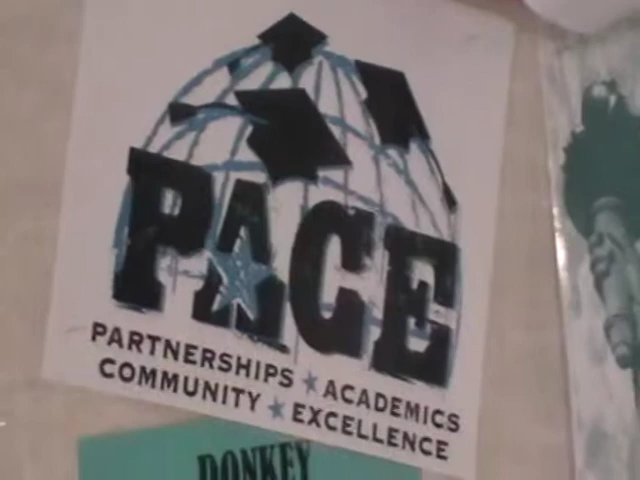 PACE
PARTNERSHIPS ★ ACADEMICS
COMMUNITY ★ EXCELLENCE
DONKEY